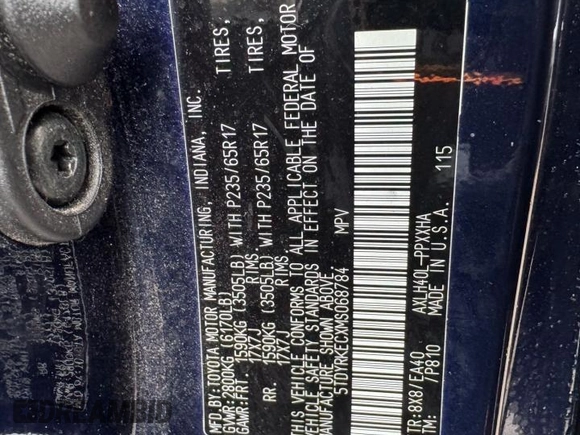 MFD. BY:TOYOTA MOTOR MANUFACTURING, INDIANA, INC.
GVWR:2800KG (6170LB)
GAWR:FRT. 1590KG (3505LB) WITH P235/65R17 TIRES,
17X7J RIMS
RR. 1590KG (3505LB) WITH P235/65R17 TIRES,
17X7J RIMS
THIS VEHICLE CONFORMS TO ALL APPLICABLE FEDERAL MOTOR
VEHICLE SAFETY STANDARDS IN EFFECT ON THE DATE OF
MANUFACTURE SHOWN ABOVE.
5TDYRKECXMS068764 MPV
C/TR:8X8/EA40 AXLH40L-PPXXHA
/TM: /P810 MADE IN U.S.A. 115